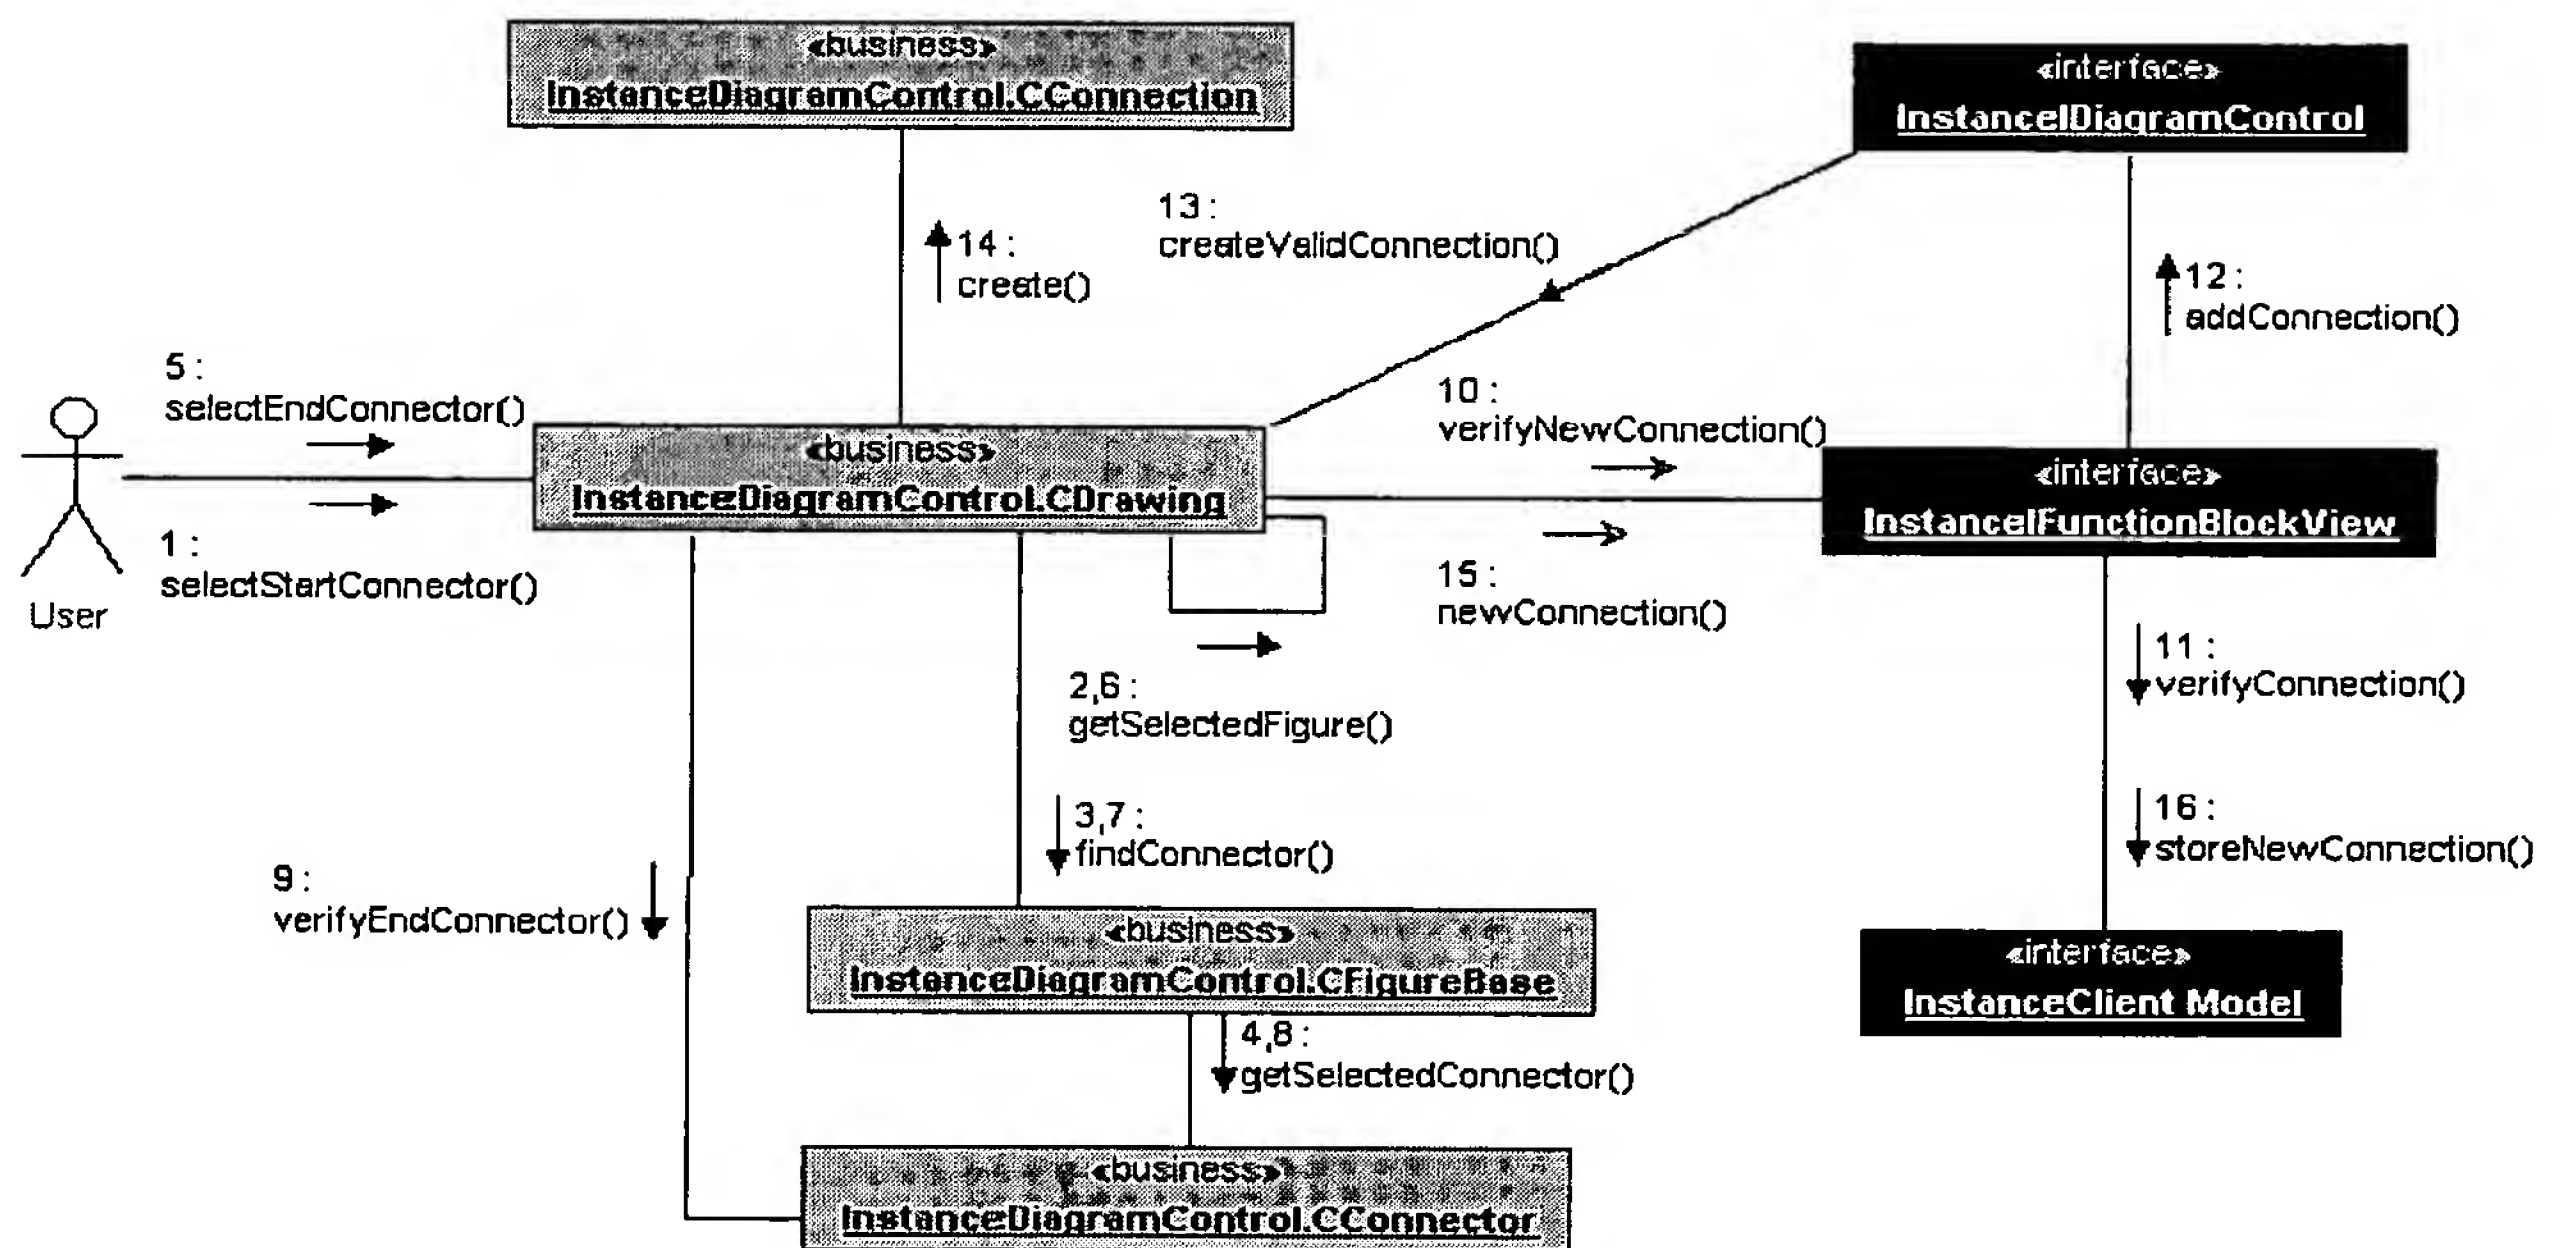 «business»
InstanceDiagramControl.CConnection
«interface»
InstanceIDiagramControl
13 :
createValidConnection()
14 :
create()
12 :
addConnection()
5 :
selectEndConnector()
10 :
verifyNewConnection()
«business»
InstanceDiagramControl.CDrawing
«interface»
InstanceIFunctionBlockView
1 :
selectStartConnector()
User
15 :
newConnection()
11 :
verifyConnection()
2,6 :
getSelectedFigure()
3,7 :
findConnector()
16 :
storeNewConnection()
9 :
verifyEndConnector()
«business»
InstanceDiagramControl.CFigureBase
«interface»
InstanceClient Model
4,8 :
getSelectedConnector()
«business»
InstanceDiagramControl.CConnector